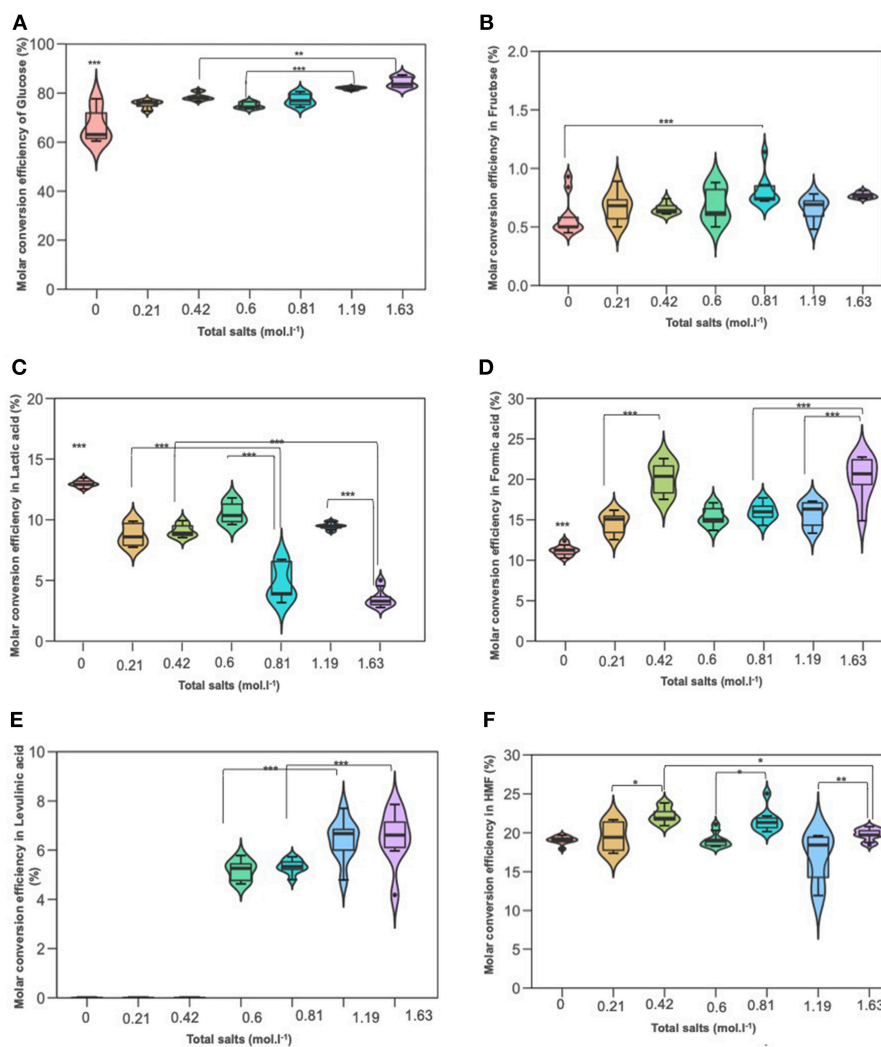 A
Molar conversion efficiency of Glucose (%)
100
80
60
40
20
0
***
**
***
0 0.21 0.42 0.6 0.81 1.19 1.63
Total salts (mol.l-1)
B
Molar conversion efficiency in Fructose (%)
2.0
1.5
1.0
0.5
0.0
***
0 0.21 0.42 0.6 0.81 1.19 1.63
Total salts (mol.l-1)
C
Molar conversion efficiency in Lactic acid (%)
20
15
10
5
0
***
***
***
***
***
0 0.21 0.42 0.6 0.81 1.19 1.63
Total salts (mol.l-1)
D
Molar conversion efficiency in Formic acid (%)
30
25
20
15
10
5
0
***
***
***
***
0 0.21 0.42 0.6 0.81 1.19 1.63
Total salts (mol.l-1)
E
Molar conversion efficiency in Levulinic acid
(%)
10
8
6
4
2
0
***
***
0 0.21 0.42 0.6 0.81 1.19 1.63
Total salts (mol.l-1)
F
Molar conversion efficiency in HMF (%)
30
25
20
15
10
5
0
*
*
*
**
0 0.21 0.42 0.6 0.81 1.19 1.63
Total salts (mol.l-1)